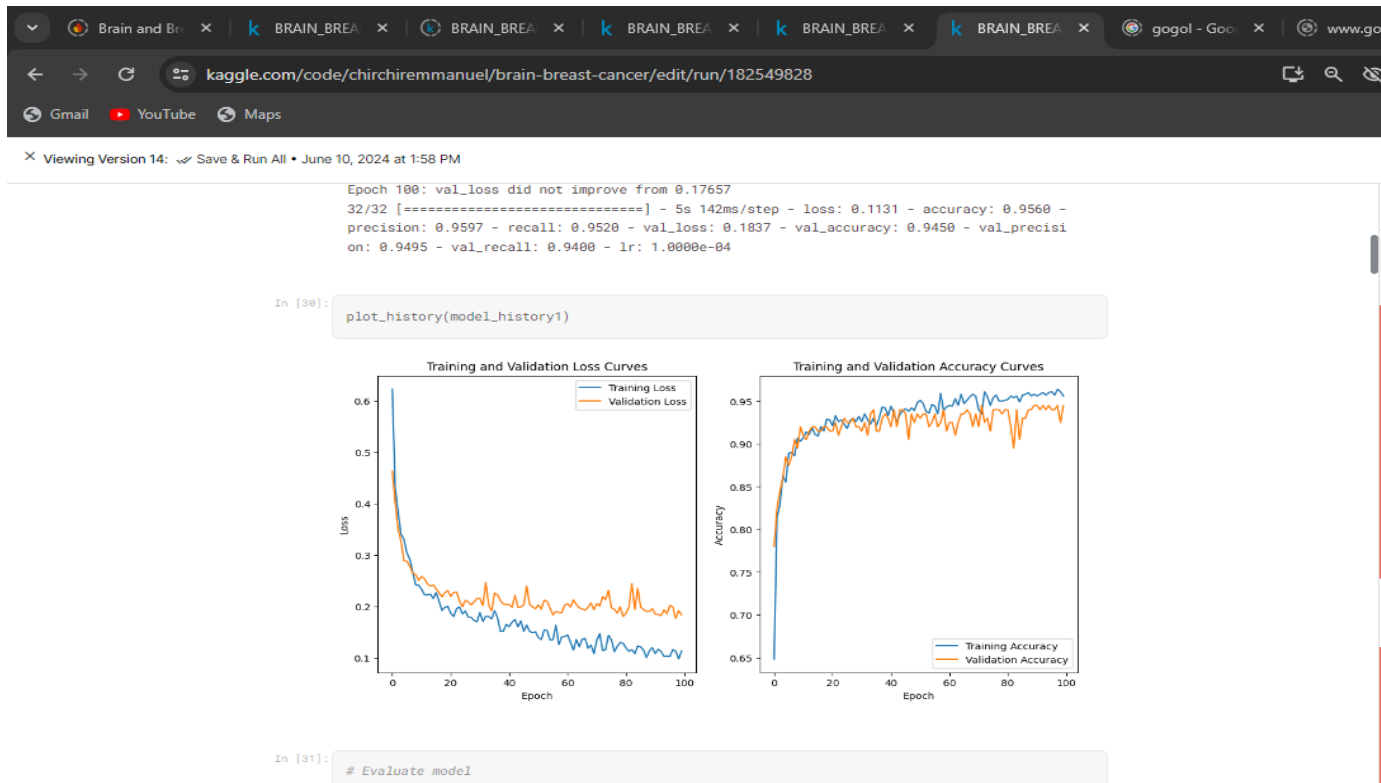 Brain and Bre
BRAIN_BREA
BRAIN_BREA
BRAIN_BREA
BRAIN_BREA
BRAIN_BREA
gogol - Goo
www.go
kaggle.com/code/chirchiremmanuel/brain-breast-cancer/edit/run/182549828
Gmail YouTube Maps
Viewing Version 14: Save & Run All • June 10, 2024 at 1:58 PM
Epoch 100: val_loss did not improve from 0.17657
32/32 [==============================] - 5s 142ms/step - loss: 0.1131 - accuracy: 0.9560 -
precision: 0.9597 - recall: 0.9520 - val_loss: 0.1837 - val_accuracy: 0.9450 - val_precisi
on: 0.9495 - val_recall: 0.9400 - lr: 1.0000e-04
In [30]:
plot_history(model_history1)
Training and Validation Loss Curves
Training Loss
Validation Loss
0.6
0.5
0.4
0.3
0.2
0.1
Loss
0 20 40 60 80 100
Epoch
Training and Validation Accuracy Curves
0.95
0.90
0.85
0.80
0.75
0.70
0.65
Accuracy
Training Accuracy
Validation Accuracy
0 20 40 60 80 100
Epoch
In [31]:
# Evaluate model